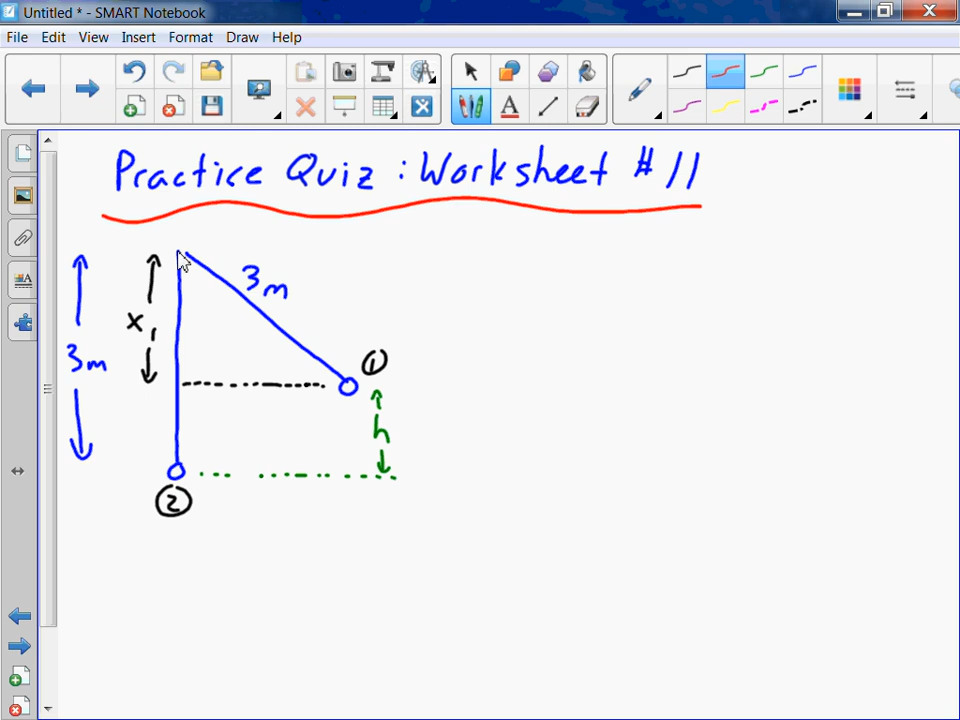 Untitled * - SMART Notebook
File Edit View Insert Format Draw Help
Practice Quiz : Worksheet # 11
3m
x₁
3m
①
h
②